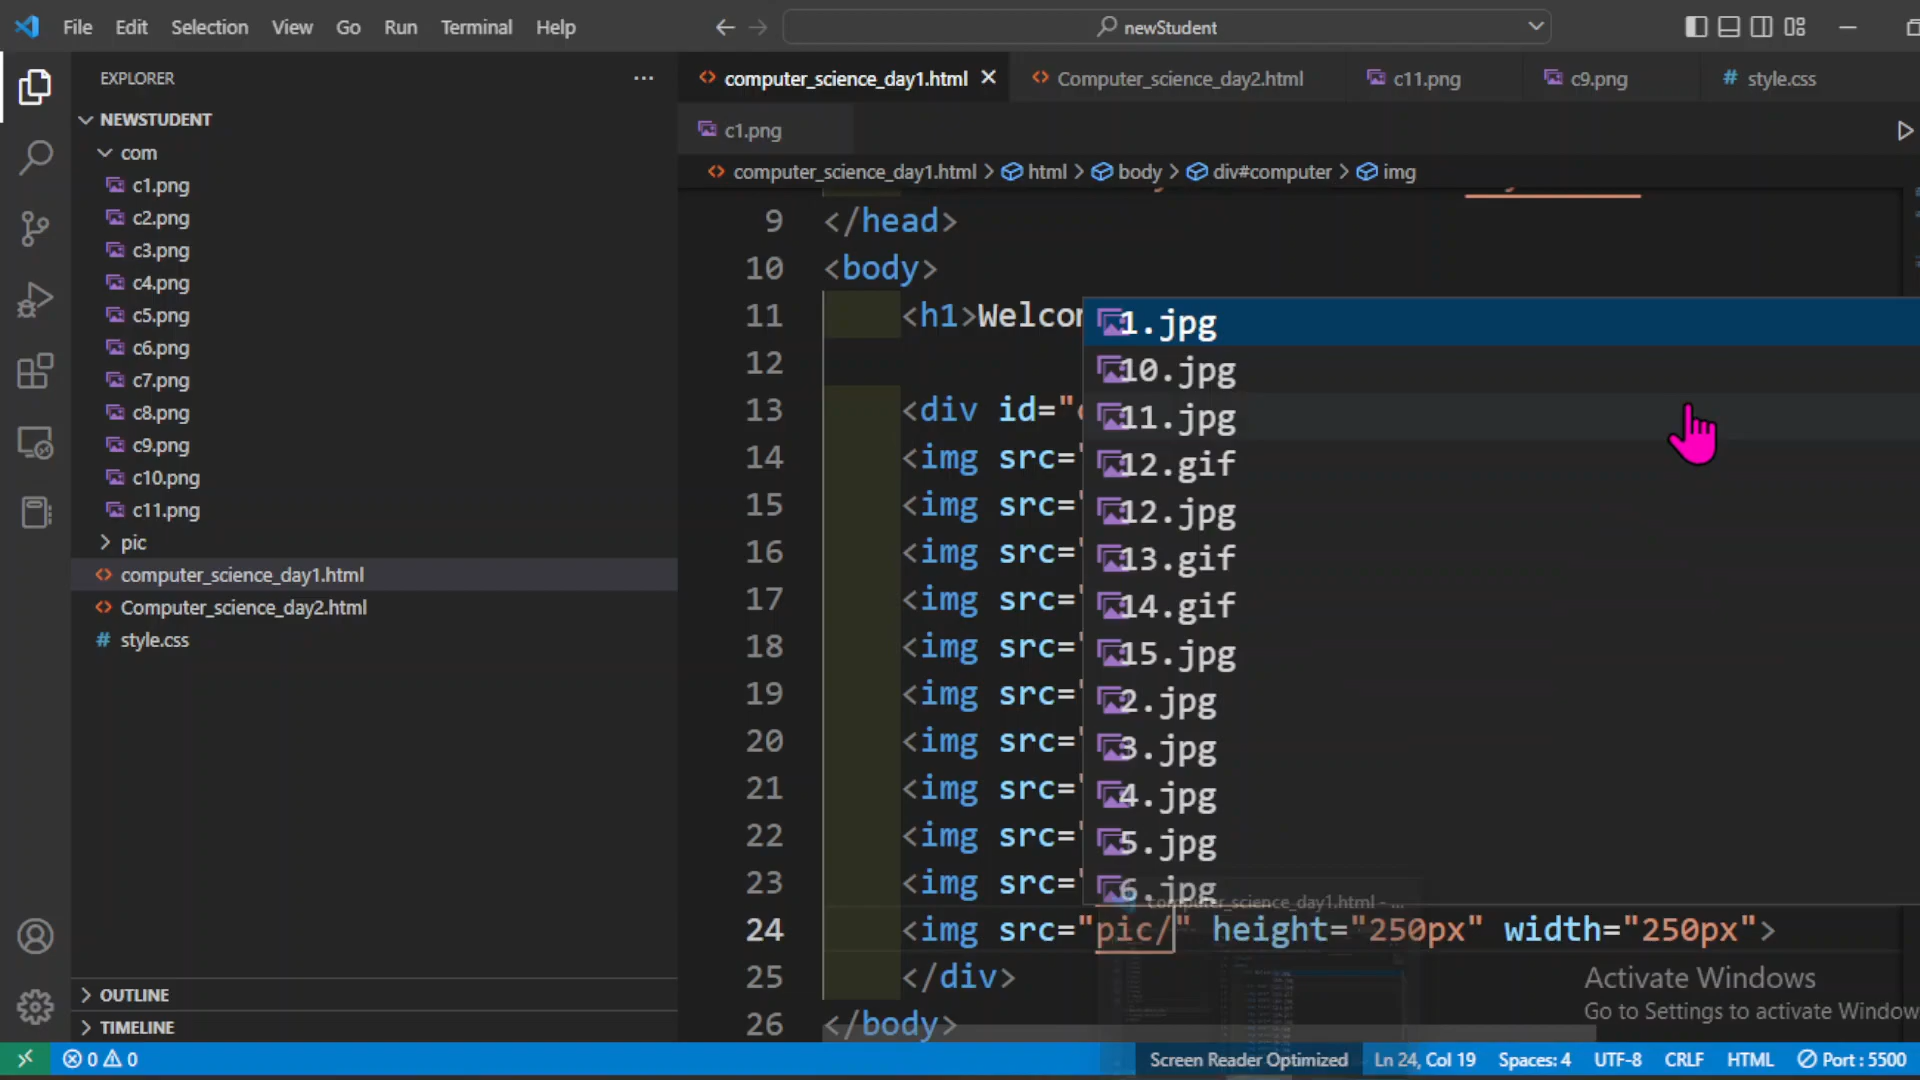 File Edit Selection View Go Run Terminal Help
newStudent
EXPLORER
NEWSTUDENT
com
c1.png
c2.png
c3.png
c4.png
c5.png
c6.png
c7.png
c8.png
c9.png
c10.png
c11.png
pic
computer_science_day1.html
Computer_science_day2.html
style.css
OUTLINE
TIMELINE
computer_science_day1.html Computer_science_day2.html c11.png c9.png style.css
c1.png
computer_science_day1.html > html > body > div#computer > img
9 </head>
10 <body>
11 <h1>Welcom
12
13 <div id="c
14 <img src="
15 <img src="
16 <img src="
17 <img src="
18 <img src="
19 <img src="
20 <img src="
21 <img src="
22 <img src="
23 <img src="
24 <img src="pic/" height="250px" width="250px">
25 </div>
26 </body>
1.jpg
10.jpg
11.jpg
12.gif
12.jpg
13.gif
14.gif
15.jpg
2.jpg
3.jpg
4.jpg
5.jpg
6.jpg
computer_science_day1.html - ...
Activate Windows
Go to Settings to activate Window
0 0 Screen Reader Optimized Ln 24, Col 19 Spaces: 4 UTF-8 CRLF HTML Port : 5500